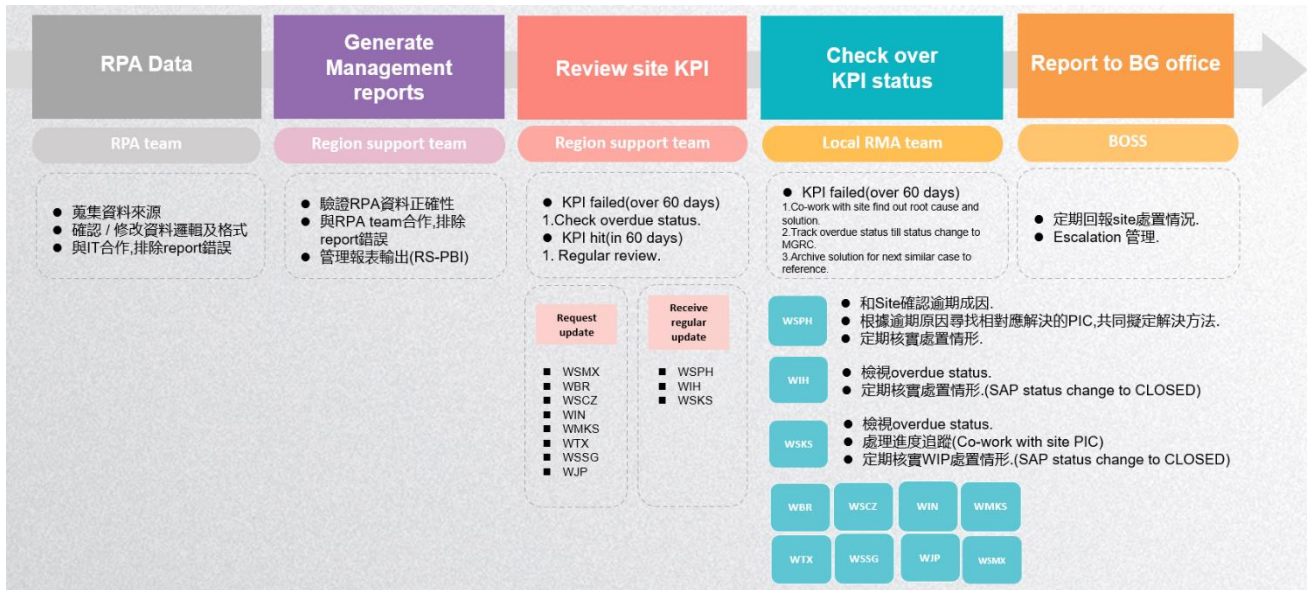 RPA Data
RPA team
● 蒐集資料來源
● 確認 / 修改資料邏輯及格式
● 與IT合作,排除report錯誤
Generate
Management
reports
Region support team
● 驗證RPA資料正確性
● 與RPA team合作,排除
report錯誤
● 管理報表輸出(RS-PBI)
Review site KPI
Region support team
● KPI failed(over 60 days)
1.Check overdue status.
● KPI hit(in 60 days)
1. Regular review.
Request
update
■ WSMX
■ WBR
■ WSCZ
■ WIN
■ WMKS
■ WTX
■ WSSG
■ WJP
Receive
regular
update
■ WSPH
■ WIH
■ WSKS
Check over
KPI status
Local RMA team
● KPI failed(over 60 days)
1.Co-work with site find out root cause and
solution.
2.Track overdue status till status change to
MGRC.
3.Archive solution for next similar case to
reference.
WSPH
● 和Site確認逾期成因.
● 根據逾期原因尋找相對應解決的PIC,共同擬定解決方法.
● 定期核實處置情形.
WIH
● 檢視overdue status.
● 定期核實處置情形.(SAP status change to CLOSED)
WSKS
● 檢視overdue status.
● 處理進度追蹤(Co-work with site PIC)
● 定期核實WIP處置情形.(SAP status change to CLOSED)
WBR
WSCZ
WIN
WMKS
WTX
WSSG
WJP
WSMX
Report to BG office
BOSS
● 定期回報site處置情況.
● Escalation 管理.